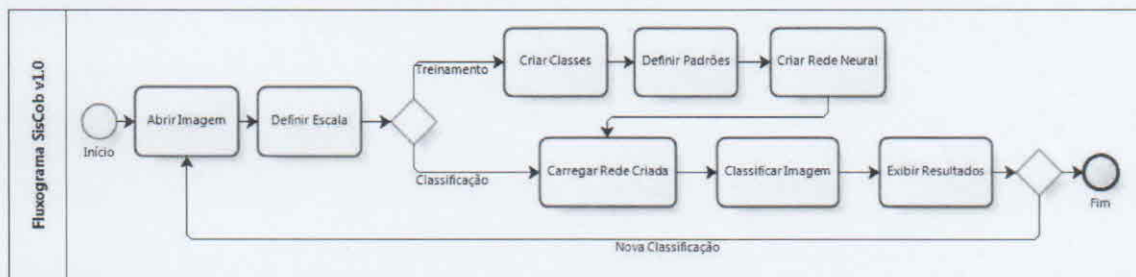 Fluxograma SisCob v1.0
Início
Abrir Imagem
Definir Escala
Treinamento
Criar Classes
Definir Padrões
Criar Rede Neural
Classificação
Carregar Rede Criada
Classificar Imagem
Exibir Resultados
Fim
Nova Classificação